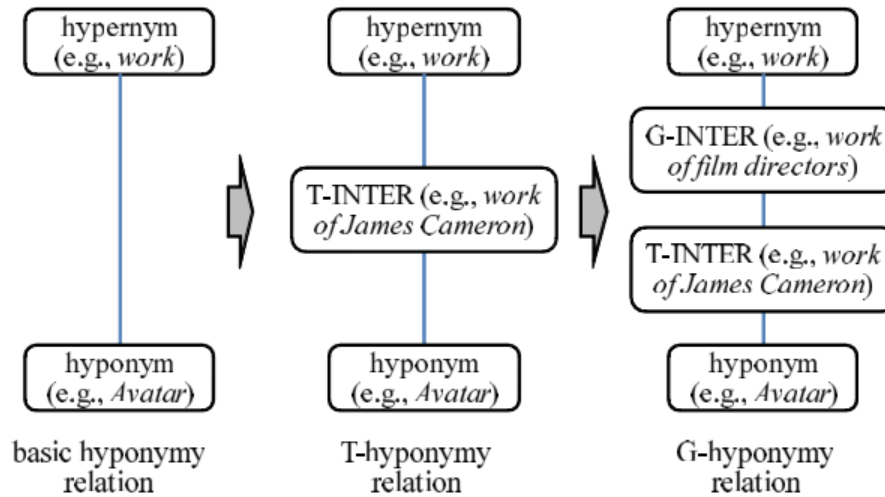 hypernym
(e.g., work)
hypernym
(e.g., work)
hypernym
(e.g., work)
G-INTER (e.g., work
of film directors)
T-INTER (e.g., work
of James Cameron)
T-INTER (e.g., work
of James Cameron)
hyponym
(e.g., Avatar)
hyponym
(e.g., Avatar)
hyponym
(e.g., Avatar)
basic hyponymy
relation
T-hyponymy
relation
G-hyponymy
relation